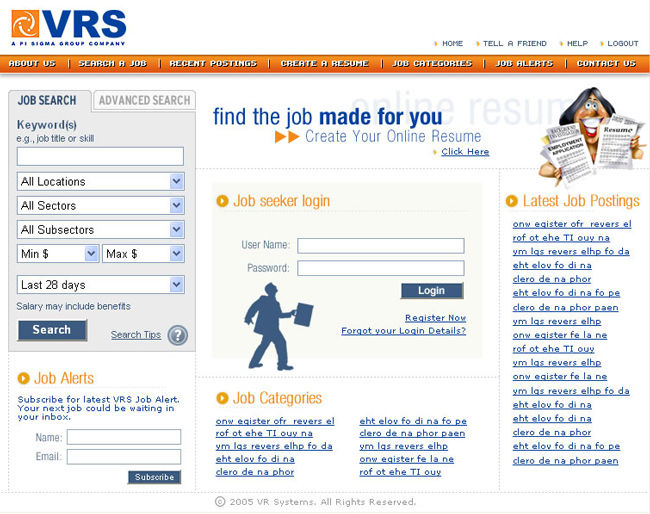 VRS
A PI SIGMA GROUP COMPANY
HOME TELL A FRIEND HELP LOGOUT
ABOUT US | SEARCH A JOB | RECENT POSTINGS | CREATE A RESUME | JOB CATEGORIES | JOB ALERTS | CONTACT US
JOB SEARCH
ADVANCED SEARCH
Keyword(s)
e.g., job title or skill
All Locations
All Sectors
All Subsectors
Min $ Max $
Last 28 days
Salary may include benefits
Search
Search Tips ?
Job Alerts
Subscribe for latest VRS Job Alert.
Your next job could be waiting in
your inbox.
Name:
Email:
Subscribe
online resume
find the job made for you
Create Your Online Resume
Click Here
EMPLOYMENT
APPLICATION
Resume
Job seeker login
User Name:
Password:
Login
Register Now
Forgot your Login Details?
Job Categories
onw eqister ofr revers el
rof ot ehe TI ouy na
ym lgs revers elhp fo da
eht elov fo di na
clero de na phor
eht elov fo di na fo pe
clero de na phor paen
ym lgs revers elhp
onw eqister fe la ne
rof ot ehe TI ouy
Latest Job Postings
onw eqister ofr revers el
rof ot ehe TI ouy na
ym lgs revers elhp fo da
eht elov fo di na
clero de na phor
eht elov fo di na fo pe
clero de na phor paen
ym lgs revers elhp
onw eqister fe la ne
rof ot ehe TI ouy
ym lgs revers elhp
onw eqister fe la ne
ym lgs revers elhp fo da
eht elov fo di na
eht elov fo di na
clero de na phor
eht elov fo di na fo pe
clero de na phor paen
© 2005 VR Systems. All Rights Reserved.